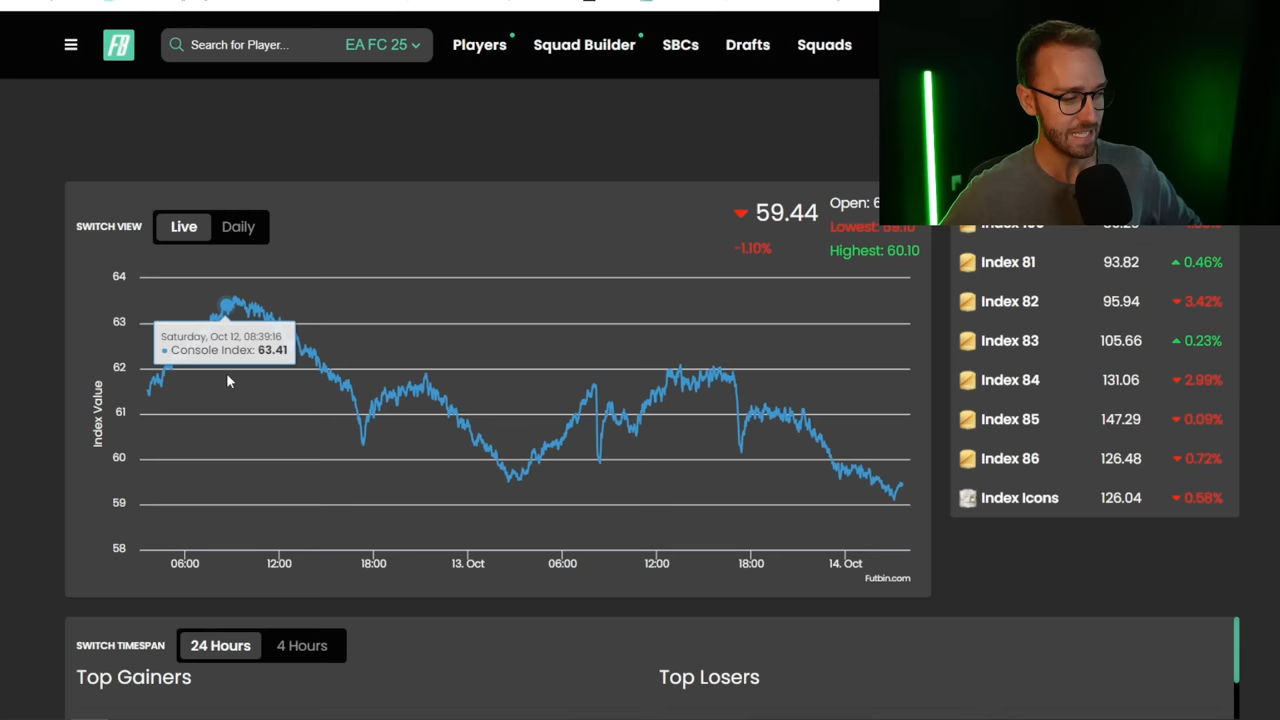 FB
Search for Player...
EA FC 25
Players
Squad Builder
SBCs
Drafts
Squads
SWITCH VIEW
Live
Daily
59.44
-1.10%
Open: 6
Lowest: 59.10
Highest: 60.10
64
63
62
61
60
59
58
Index Value
Saturday, Oct 12, 08:39:16
Console Index: 63.41
06:00
12:00
18:00
13. Oct
06:00
12:00
18:00
14. Oct
Futbin.com
Index 81 93.82 0.46%
Index 82 95.94 3.42%
Index 83 105.66 0.23%
Index 84 131.06 2.99%
Index 85 147.29 0.09%
Index 86 126.48 0.72%
Index Icons 126.04 0.58%
SWITCH TIMESPAN
24 Hours
4 Hours
Top Gainers
Top Losers